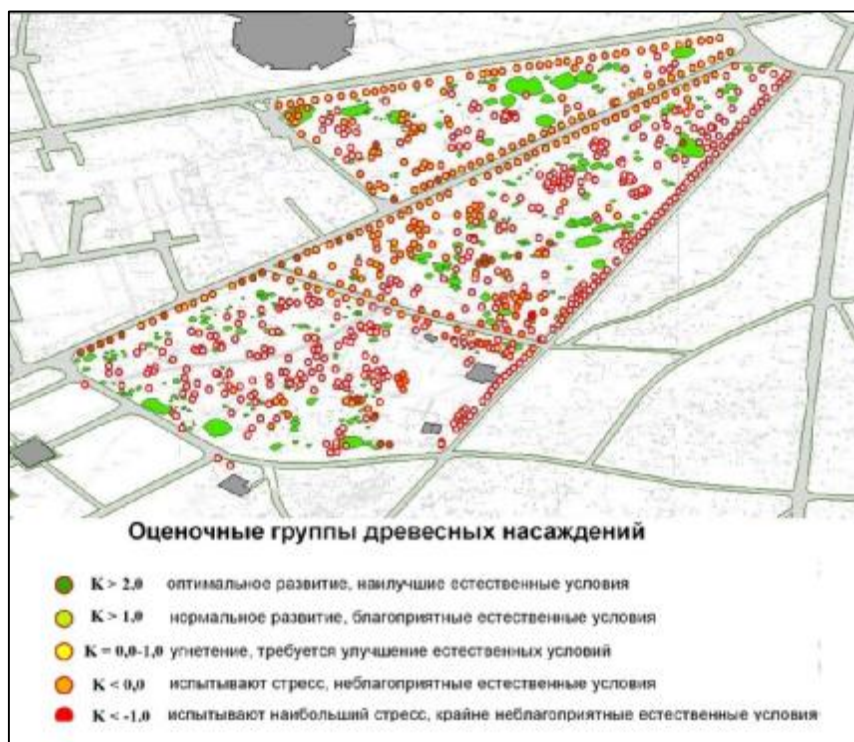 Оценочные группы древесных насаждений
K > 2,0 оптимальное развитие, наилучшие естественные условия
K > 1,0 нормальное развитие, благоприятные естественные условия
K = 0,0-1,0 угнетение, требуется улучшение естественных условий
K < 0,0 испытывают стресс, неблагоприятные естественные условия
K < -1,0 испытывают наибольший стресс, крайне неблагоприятные естественные условия